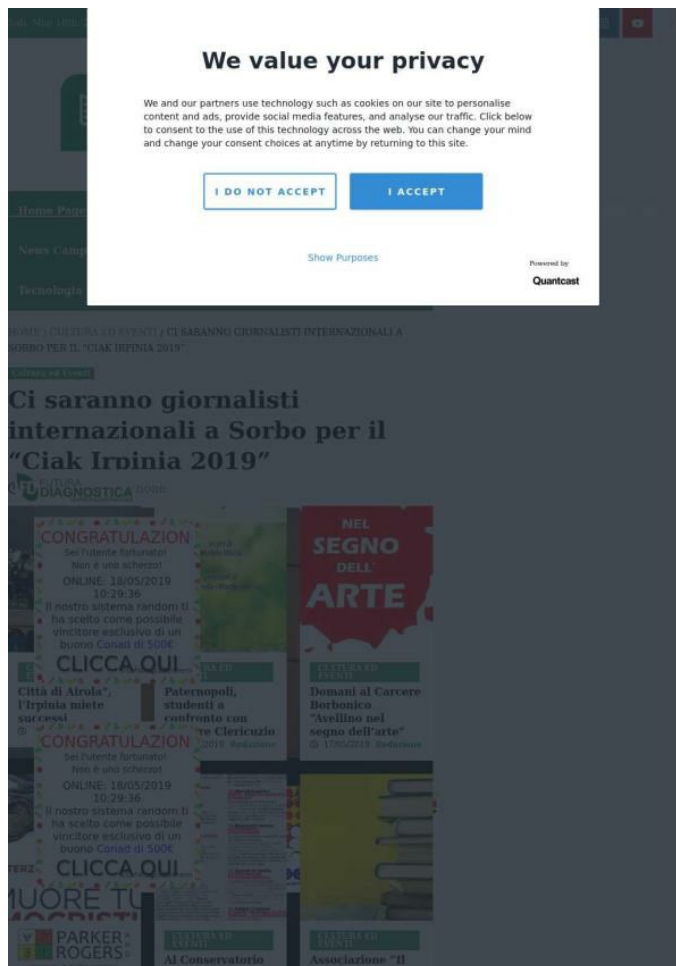 We value your privacy
We and our partners use technology such as cookies on our site to personalise
content and ads, provide social media features, and analyse our traffic. Click below
to consent to the use of this technology across the web. You can change your mind
and change your consent choices at anytime by returning to this site.
I DO NOT ACCEPT
I ACCEPT
Show Purposes
Powered by
Quantcast
Home Page
News Camp
Tecnologia
HOME / CULTURA ED EVENTI / CI SARANNO GIORNALISTI INTERNAZIONALI A
SORBO PER IL "CIAK IRPINIA 2019"
Cultura ed Eventi
Ci saranno giornalisti
internazionali a Sorbo per il
“Ciak Irpinia 2019”
FUTURA
DIAGNOSTICA
CONGRATULAZION
Sei l'utente fortunato!
Non è uno scherzo!
ONLINE: 18/05/2019
10:29:36
Il nostro sistema random ti
ha scelto come possibile
vincitore esclusivo di un
buono Conad di 500€
CLICCA QUI
NEL
SEGNO
DELL'
ARTE
Città di Airola”,
l’Irpinia miete
successi
CULTURA ED
EVENTI
Paternopoli,
studenti a
confronto con
re Clericuzio
/2019 Redazione
CULTURA ED
EVENTI
Domani al Carcere
Borbonico
“Avellino nel
segno dell’arte”
17/05/2019 Redazione
CONGRATULAZION
Sei l'utente fortunato!
Non è uno scherzo!
ONLINE: 18/05/2019
10:29:36
Il nostro sistema random ti
ha scelto come possibile
vincitore esclusivo di un
buono Conad di 500€
CLICCA QUI
MUORE TU
PARKER
ROGERS
CULTURA ED
EVENTI
Al Conservatorio
CULTURA ED
EVENTI
Associazione “Il